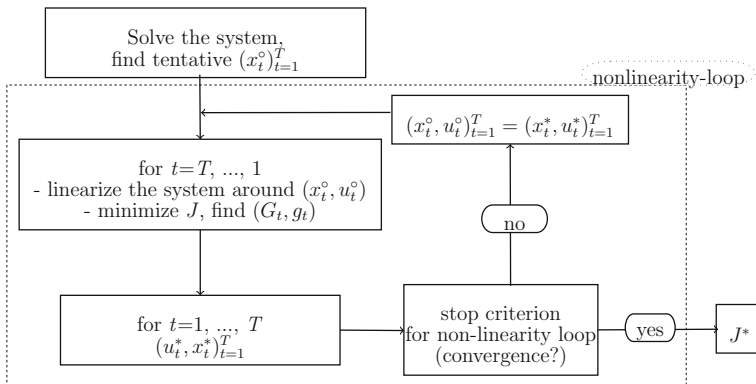 Solve the system,
find tentative $(x_t^\circ)_{t=1}^T$
nonlinearity-loop
$(x_t^\circ, u_t^\circ)_{t=1}^T = (x_t^*, u_t^*)_{t=1}^T$
for $t$=$T$, ..., 1
- linearize the system around $(x_t^\circ, u_t^\circ)$
- minimize $J$, find $(G_t, g_t)$
no
for $t$=1, ..., $T$
$(u_t^*, x_t^*)_{t=1}^T$
stop criterion
for non-linearity loop
(convergence?)
yes
$J^*$